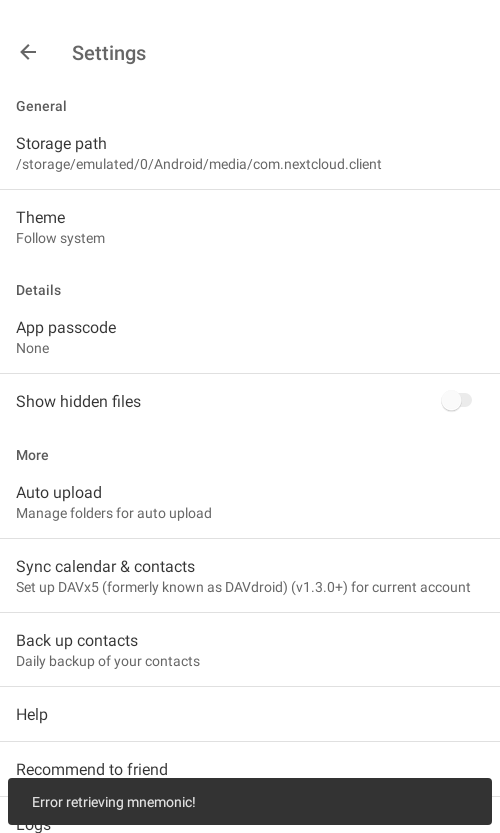 Settings
General
Storage path
/storage/emulated/0/Android/media/com.nextcloud.client
Theme
Follow system
Details
App passcode
None
Show hidden files
More
Auto upload
Manage folders for auto upload
Sync calendar & contacts
Set up DAVx5 (formerly known as DAVdroid) (v1.3.0+) for current account
Back up contacts
Daily backup of your contacts
Help
Recommend to friend
Error retrieving mnemonic!
Logs